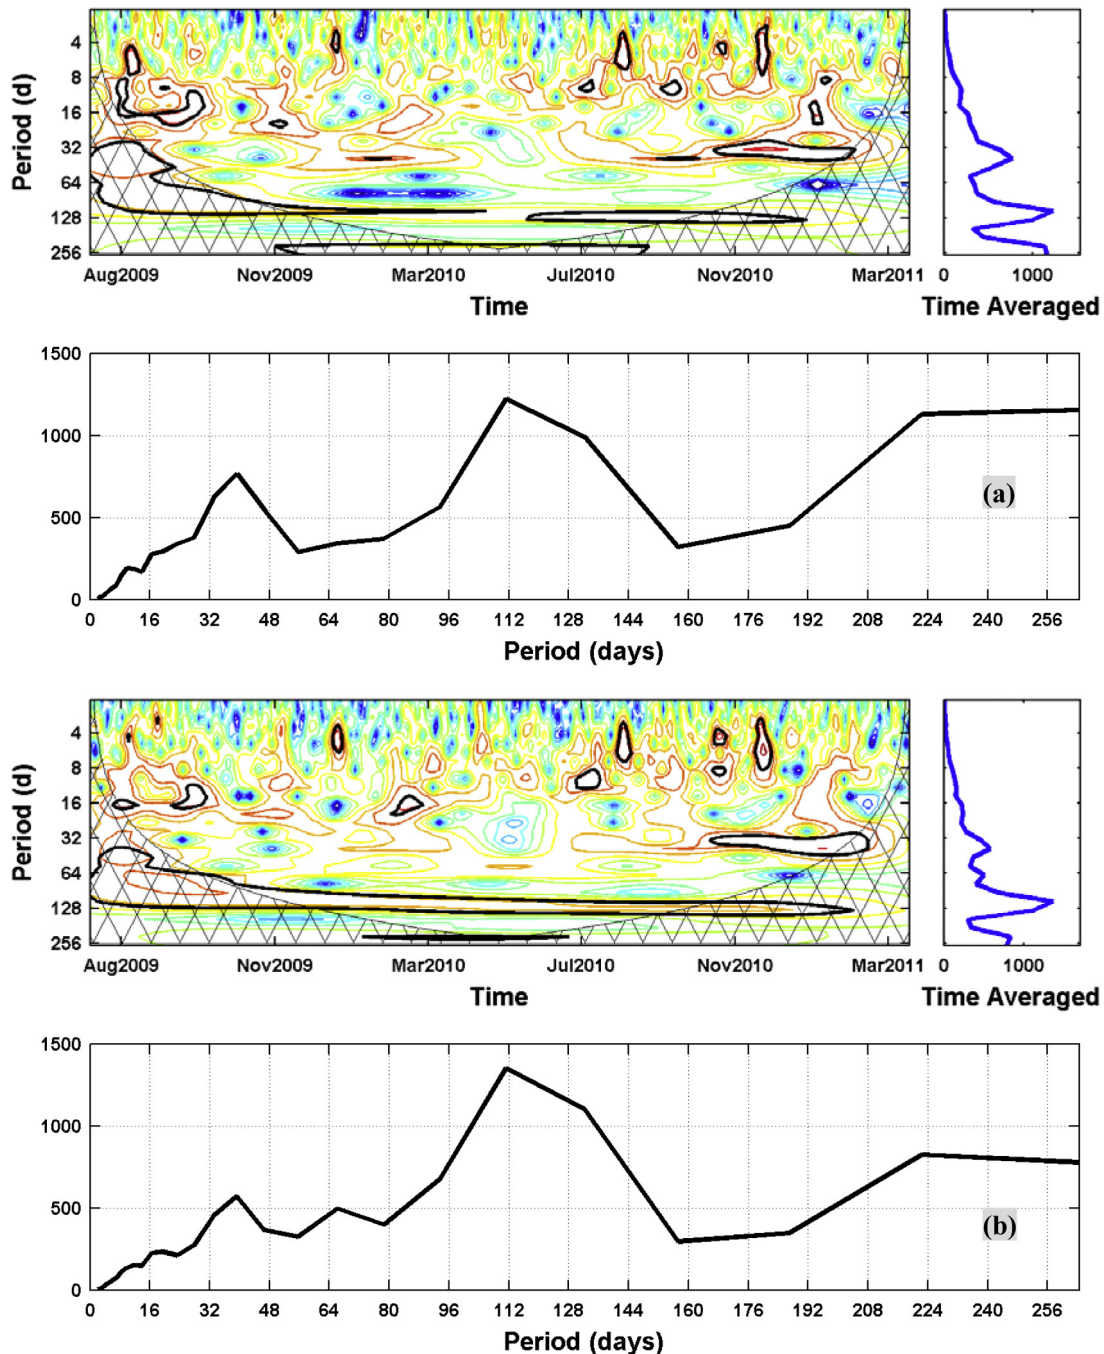 Period (d)
4
8
16
32
64
128
256
Aug2009 Nov2009 Mar2010 Jul2010 Nov2010 Mar2011
Time
0 1000
Time Averaged
1500
1000
500
0
0 16 32 48 64 80 96 112 128 144 160 176 192 208 224 240 256
Period (days)
(a)
Period (d)
4
8
16
32
64
128
256
Aug2009 Nov2009 Mar2010 Jul2010 Nov2010 Mar2011
Time
0 1000
Time Averaged
1500
1000
500
0
0 16 32 48 64 80 96 112 128 144 160 176 192 208 224 240 256
Period (days)
(b)